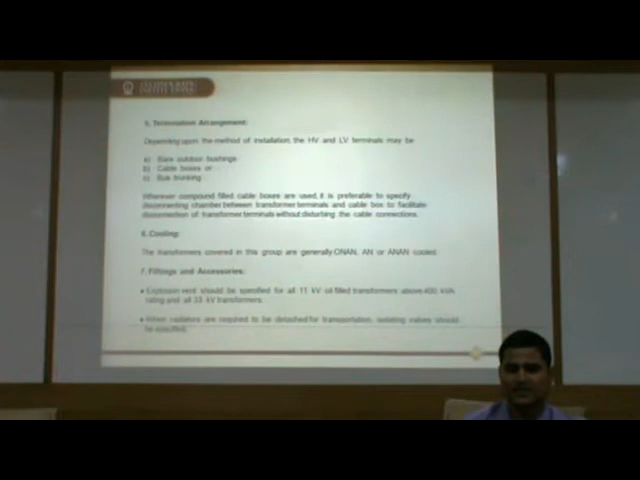 5. Termination Arrangement:
Depending upon the method of installation, the HV and LV terminals may be
a) Bare outdoor bushings
b) Cable boxes or
c) Bus trunking
Wherever compound filled cable boxes are used, it is preferable to specify
disconnecting chamber between transformer terminals and cable box to facilitate
disconnection of transformer terminals without disturbing the cable connections.
6. Cooling:
The transformers covered in this group are generally ONAN, AN or ANAN cooled.
7. Fittings and Accessories:
• Explosion vent should be specified for all 11 kV oil filled transformers above 400 kVA
rating and all 33 kV transformers.
• When radiators are required to be detached for transportation, isolating valves should
be specified.